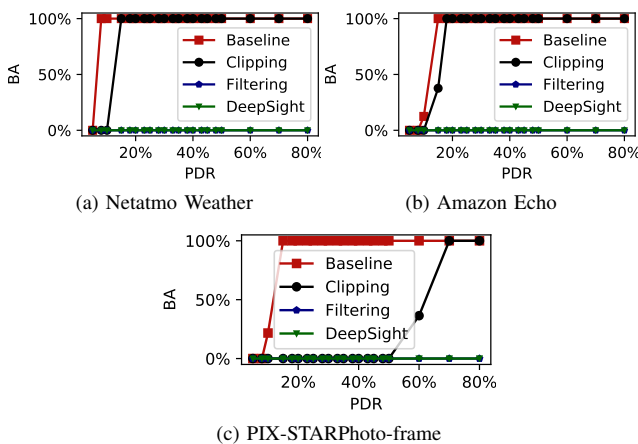 100%
50%
0%
BA
Baseline
Clipping
Filtering
DeepSight
20% 40% 60% 80%
PDR
(a) Netatmo Weather
100%
50%
0%
BA
Baseline
Clipping
Filtering
DeepSight
20% 40% 60% 80%
PDR
(b) Amazon Echo
100%
50%
0%
BA
Baseline
Clipping
Filtering
DeepSight
20% 40% 60% 80%
PDR
(c) PIX-STARPhoto-frame